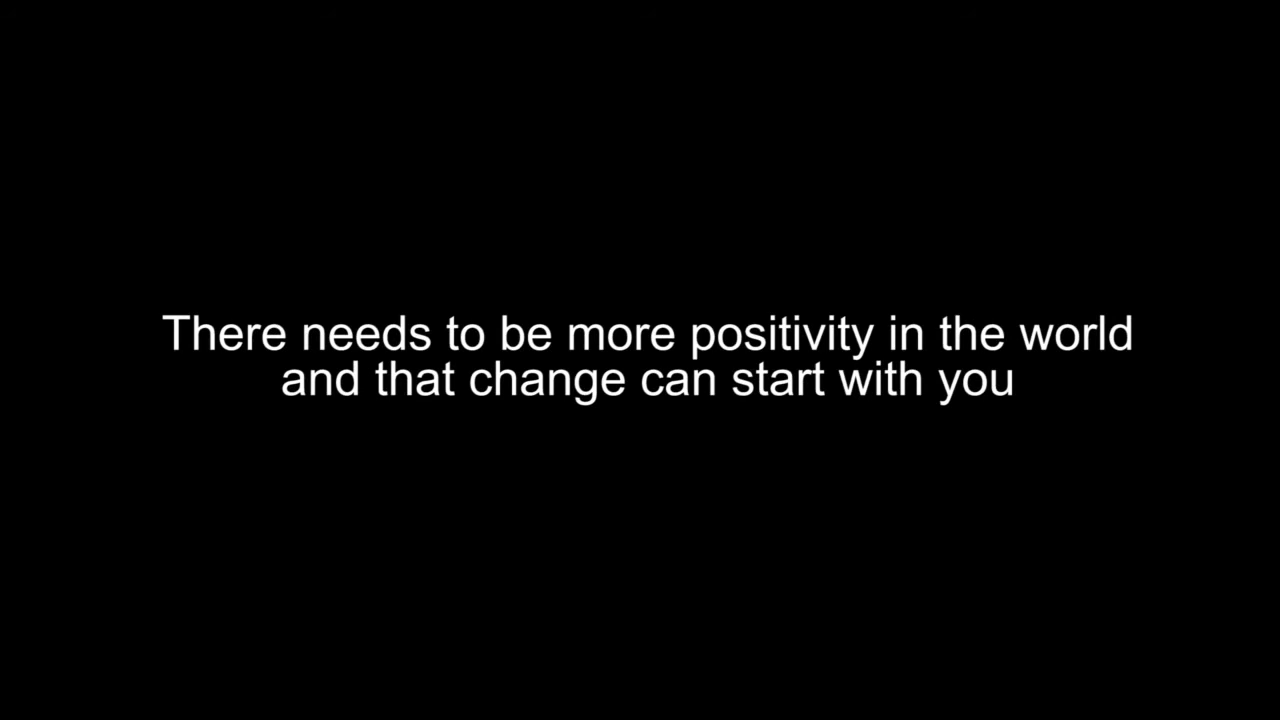 There needs to be more positivity in the world
and that change can start with you